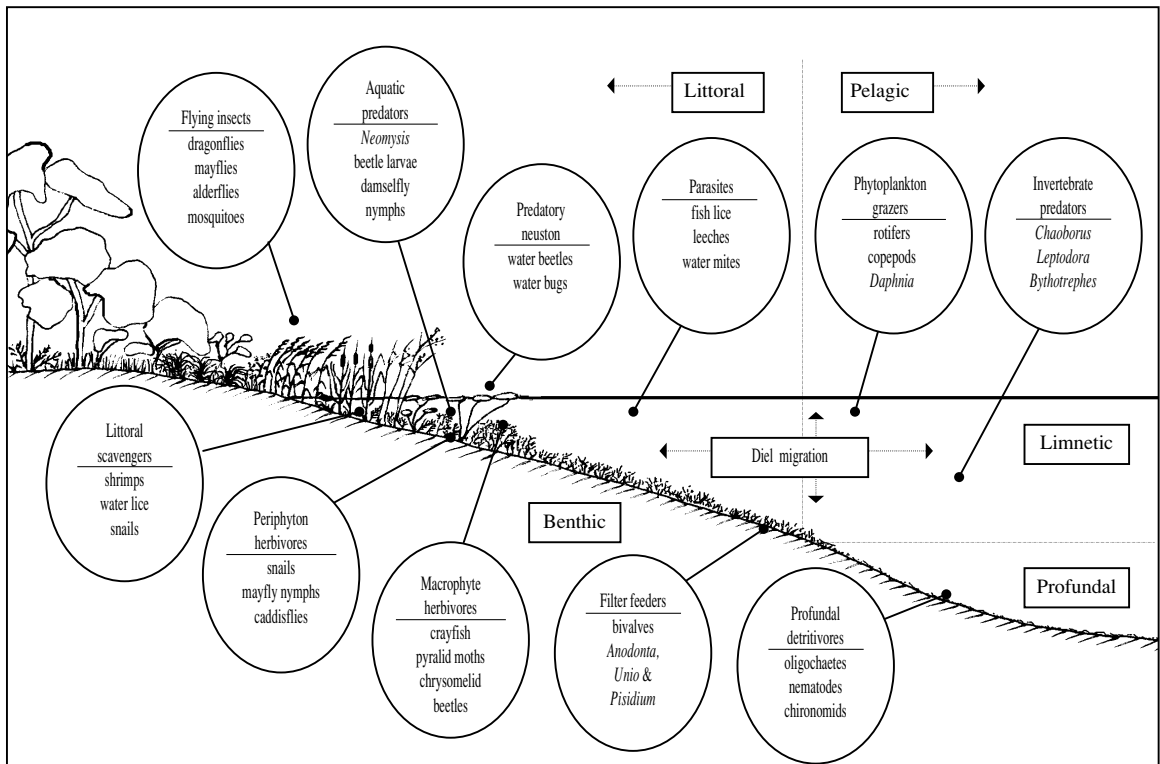 Littoral
Pelagic
Flying insects
dragonflies
mayflies
alderflies
mosquitoes
Aquatic
predators
Neomysis
beetle larvae
damselfly
nymphs
Predatory
neuston
water beetles
water bugs
Parasites
fish lice
leeches
water mites
Phytoplankton
grazers
rotifers
copepods
Daphnia
Invertebrate
predators
Chaoborus
Leptodora
Bythotrephes
Limnetic
Diel migration
Benthic
Profundal
Littoral
scavengers
shrimps
water lice
snails
Periphyton
herbivores
snails
mayfly nymphs
caddisflies
Macrophyte
herbivores
crayfish
pyralid moths
chrysomelid
beetles
Filter feeders
bivalves
Anodonta,
Unio &
Pisidium
Profundal
detritivores
oligochaetes
nematodes
chironomids